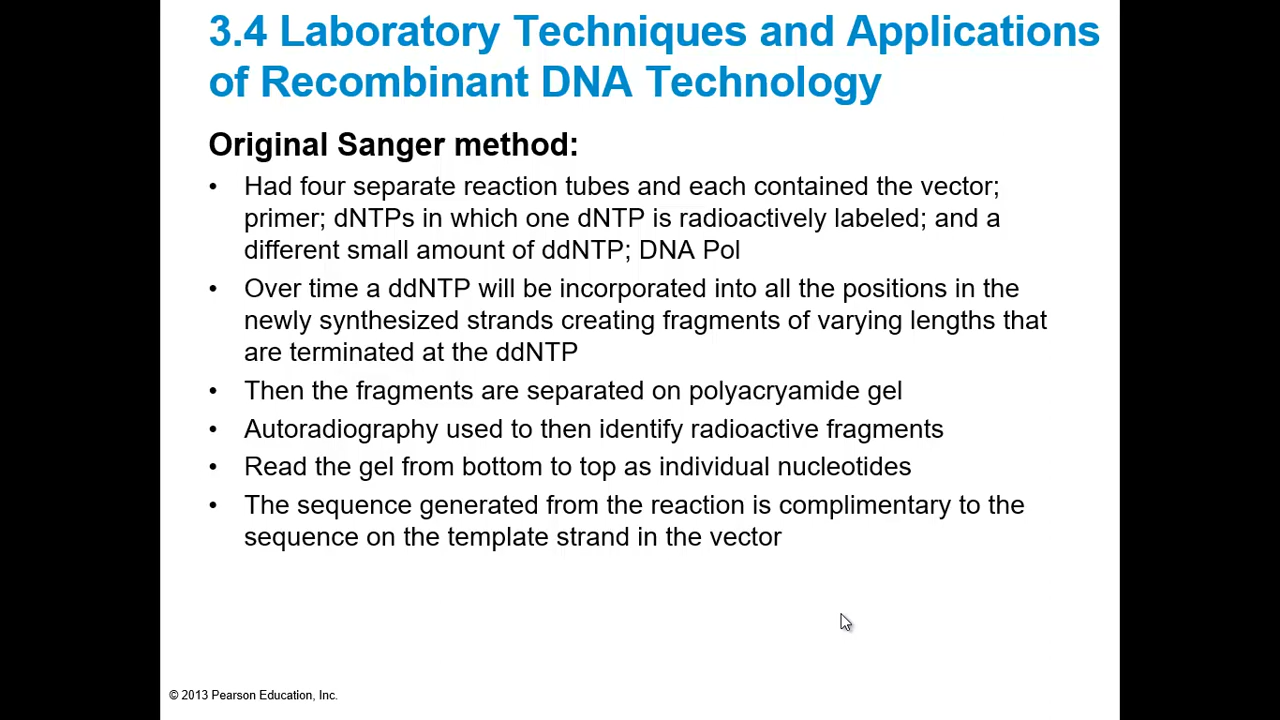 3.4 Laboratory Techniques and Applications
of Recombinant DNA Technology
Original Sanger method:
• Had four separate reaction tubes and each contained the vector;
primer; dNTPs in which one dNTP is radioactively labeled; and a
different small amount of ddNTP; DNA Pol
• Over time a ddNTP will be incorporated into all the positions in the
newly synthesized strands creating fragments of varying lengths that
are terminated at the ddNTP
• Then the fragments are separated on polyacryamide gel
• Autoradiography used to then identify radioactive fragments
• Read the gel from bottom to top as individual nucleotides
• The sequence generated from the reaction is complimentary to the
sequence on the template strand in the vector
© 2013 Pearson Education, Inc.